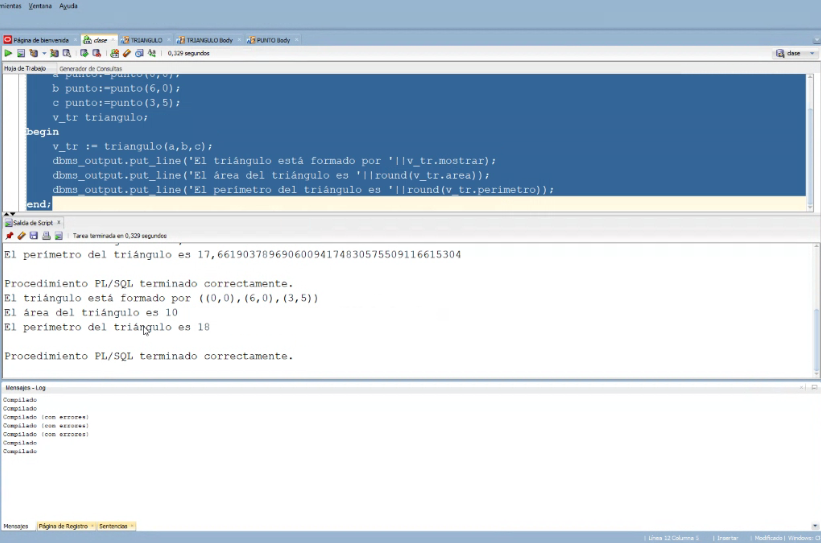 mientas Ventana Ayuda
Página de bienvenida clase TRIANGULO TRIANGULO Body PUNTO Body
0,329 segundos clase
Hoja de Trabajo Generador de Consultas
a punto:=punto(0,0);
b punto:=punto(6,0);
c punto:=punto(3,5);
v_tr triangulo;
begin
v_tr := triangulo(a,b,c);
dbms_output.put_line('El triángulo está formado por '||v_tr.mostrar);
dbms_output.put_line('El área del triángulo es '||round(v_tr.area));
dbms_output.put_line('El perímetro del triángulo es '||round(v_tr.perimetro));
end;
Salida de Script
Tarea terminada en 0,329 segundos
El perímetro del triángulo es 17,66190378969060094174830575509116615304
Procedimiento PL/SQL terminado correctamente.
El triángulo está formado por ((0,0),(6,0),(3,5))
El área del triángulo es 10
El perímetro del triángulo es 18
Procedimiento PL/SQL terminado correctamente.
Mensajes - Log
Compilado
Compilado
Compilado (con errores)
Compilado (con errores)
Compilado (con errores)
Compilado
Compilado
Mensajes Página de Registro Sentencias
Línea 12 Columna 5 Insertar Modificado Windows: C